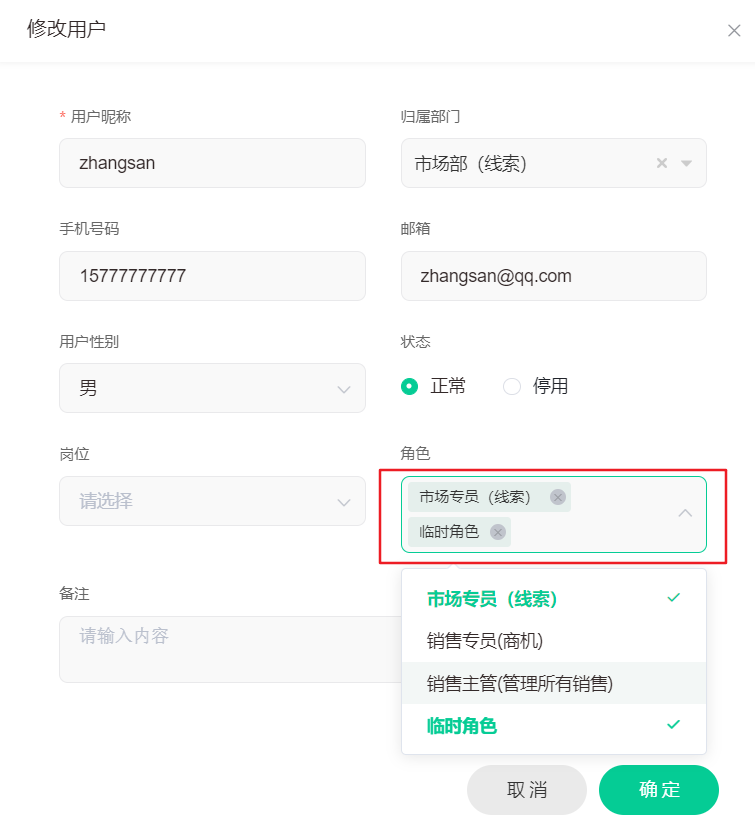 修改用户
* 用户昵称
归属部门
zhangsan
市场部（线索）
手机号码
邮箱
15777777777
zhangsan@qq.com
用户性别
状态
男
正常
停用
岗位
角色
请选择
市场专员（线索）
临时角色
备注
请输入内容
市场专员（线索）
销售专员(商机)
销售主管(管理所有销售)
临时角色
取消
确定